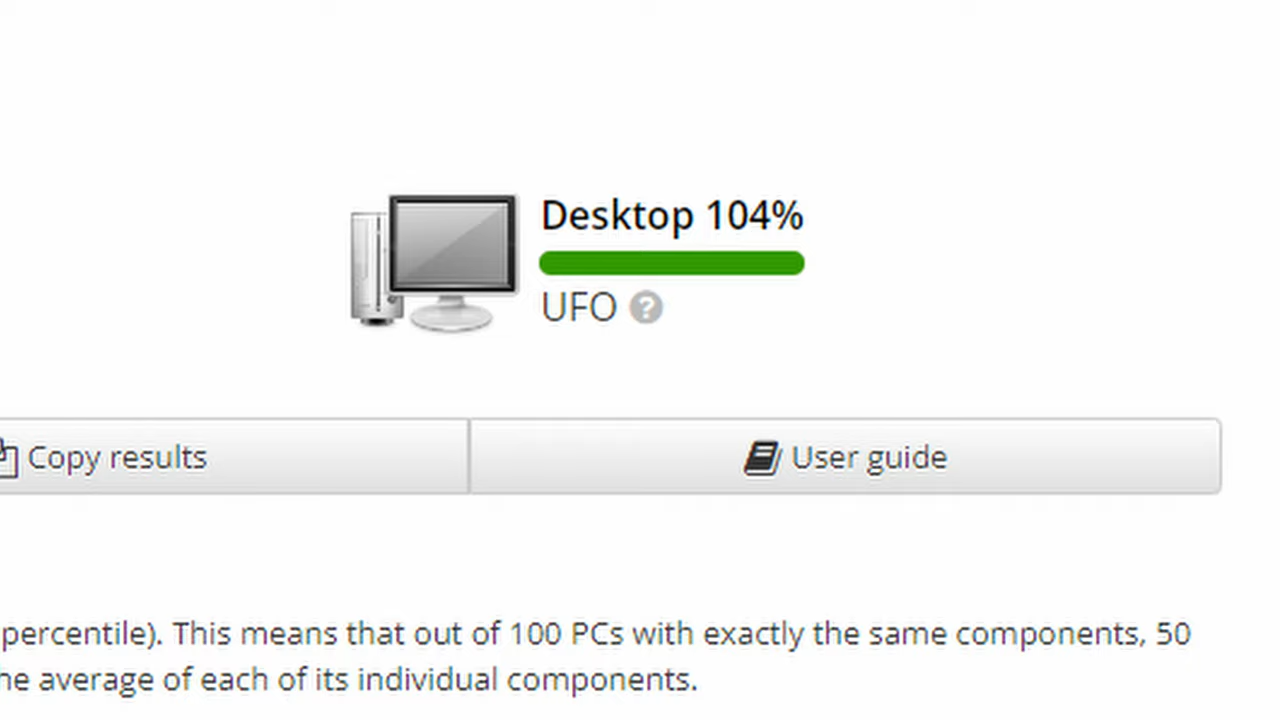 Desktop 104%
UFO ?
Copy results
User guide
percentile). This means that out of 100 PCs with exactly the same components, 50
he average of each of its individual components.